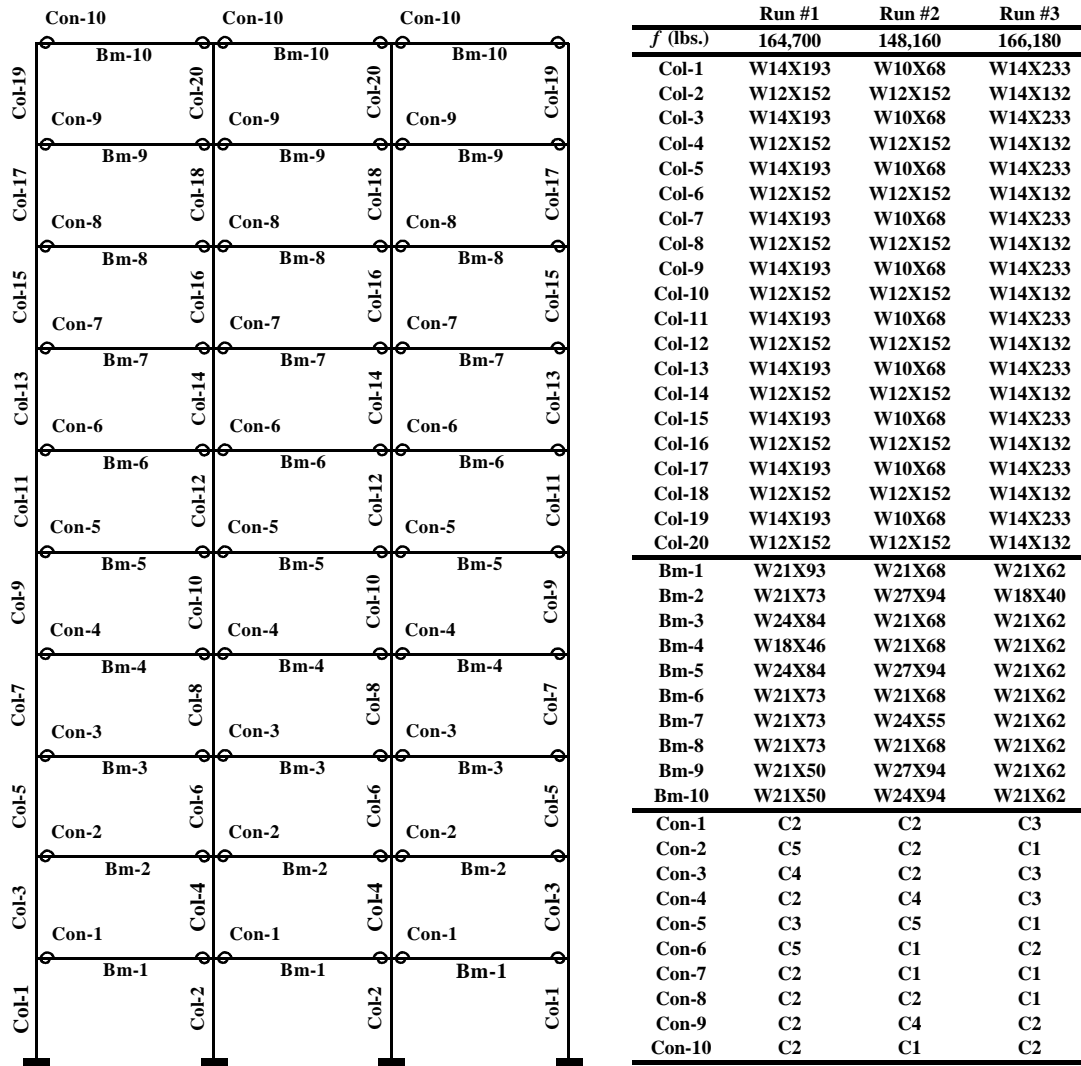 Con-10 Con-10 Con-10
Bm-10 Bm-10 Bm-10
Col-19 Col-20 Col-20 Col-19
Con-9 Con-9 Con-9
Bm-9 Bm-9 Bm-9
Col-17 Col-18 Col-18 Col-17
Con-8 Con-8 Con-8
Bm-8 Bm-8 Bm-8
Col-15 Col-16 Col-16 Col-15
Con-7 Con-7 Con-7
Bm-7 Bm-7 Bm-7
Col-13 Col-14 Col-14 Col-13
Con-6 Con-6 Con-6
Bm-6 Bm-6 Bm-6
Col-11 Col-12 Col-12 Col-11
Con-5 Con-5 Con-5
Bm-5 Bm-5 Bm-5
Col-9 Col-10 Col-10 Col-9
Con-4 Con-4 Con-4
Bm-4 Bm-4 Bm-4
Col-7 Col-8 Col-8 Col-7
Con-3 Con-3 Con-3
Bm-3 Bm-3 Bm-3
Col-5 Col-6 Col-6 Col-5
Con-2 Con-2 Con-2
Bm-2 Bm-2 Bm-2
Col-3 Col-4 Col-4 Col-3
Con-1 Con-1 Con-1
Bm-1 Bm-1 Bm-1
Col-1 Col-2 Col-2 Col-1
Run #1 Run #2 Run #3
f (lbs.) 164,700 148,160 166,180
Col-1 W14X193 W10X68 W14X233
Col-2 W12X152 W12X152 W14X132
Col-3 W14X193 W10X68 W14X233
Col-4 W12X152 W12X152 W14X132
Col-5 W14X193 W10X68 W14X233
Col-6 W12X152 W12X152 W14X132
Col-7 W14X193 W10X68 W14X233
Col-8 W12X152 W12X152 W14X132
Col-9 W14X193 W10X68 W14X233
Col-10 W12X152 W12X152 W14X132
Col-11 W14X193 W10X68 W14X233
Col-12 W12X152 W12X152 W14X132
Col-13 W14X193 W10X68 W14X233
Col-14 W12X152 W12X152 W14X132
Col-15 W14X193 W10X68 W14X233
Col-16 W12X152 W12X152 W14X132
Col-17 W14X193 W10X68 W14X233
Col-18 W12X152 W12X152 W14X132
Col-19 W14X193 W10X68 W14X233
Col-20 W12X152 W12X152 W14X132
Bm-1 W21X93 W21X68 W21X62
Bm-2 W21X73 W27X94 W18X40
Bm-3 W24X84 W21X68 W21X62
Bm-4 W18X46 W21X68 W21X62
Bm-5 W24X84 W27X94 W21X62
Bm-6 W21X73 W21X68 W21X62
Bm-7 W21X73 W24X55 W21X62
Bm-8 W21X73 W21X68 W21X62
Bm-9 W21X50 W27X94 W21X62
Bm-10 W21X50 W24X94 W21X62
Con-1 C2 C2 C3
Con-2 C5 C2 C1
Con-3 C4 C2 C3
Con-4 C2 C4 C3
Con-5 C3 C5 C1
Con-6 C5 C1 C2
Con-7 C2 C1 C1
Con-8 C2 C2 C1
Con-9 C2 C4 C2
Con-10 C2 C1 C2